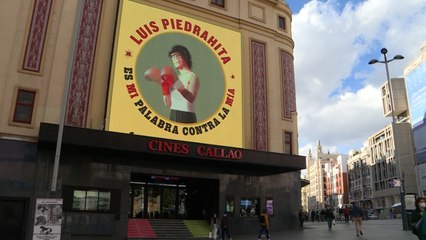 LUIS PIEDRAHITA
ES MI PALABRA CONTRA LA MÍA
CINES CALLAO